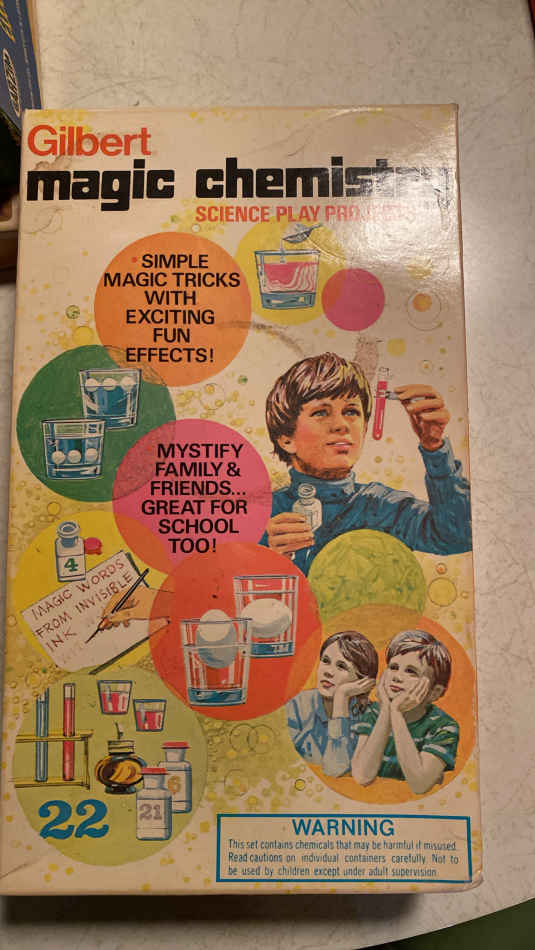 Gilbert
magic chemistry
SCIENCE PLAY PROJECTS
SIMPLE
MAGIC TRICKS
WITH
EXCITING
FUN
EFFECTS!
MYSTIFY
FAMILY &
FRIENDS...
GREAT FOR
SCHOOL
TOO!
4
MAGIC WORDS
FROM INVISIBLE
INK
6
21
22
WARNING
This set contains chemicals that may be harmful if misused.
Read cautions on individual containers carefully. Not to
be used by children except under adult supervision.